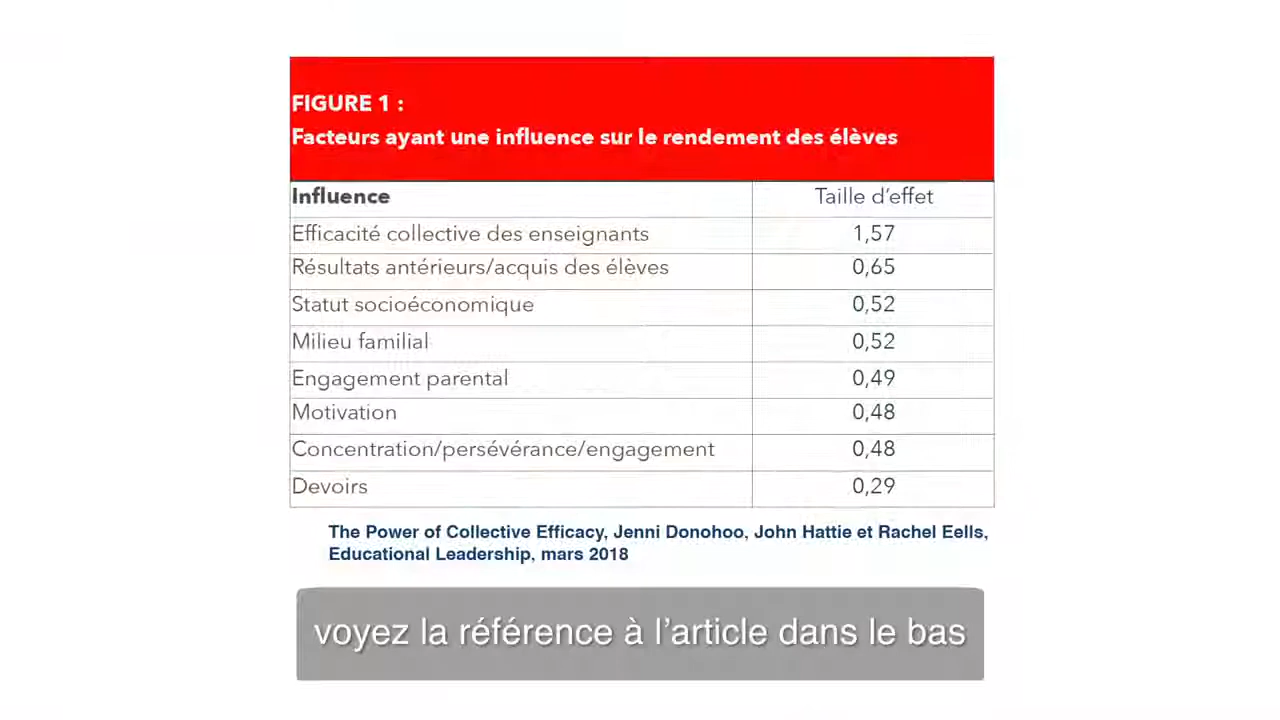 FIGURE 1 :
Facteurs ayant une influence sur le rendement des élèves
Influence Taille d’effet
Efficacité collective des enseignants 1,57
Résultats antérieurs/acquis des élèves 0,65
Statut socioéconomique 0,52
Milieu familial 0,52
Engagement parental 0,49
Motivation 0,48
Concentration/persévérance/engagement 0,48
Devoirs 0,29
The Power of Collective Efficacy, Jenni Donohoo, John Hattie et Rachel Eells,
Educational Leadership, mars 2018
voyez la référence à l’article dans le bas